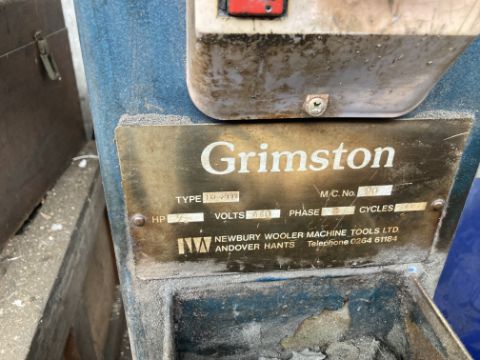 Grimston
TYPE M/C. No.
HP VOLTS PHASE CYCLES
NEWBURY WOOLER MACHINE TOOLS LTD.
ANDOVER HANTS Telephone 0264 61184